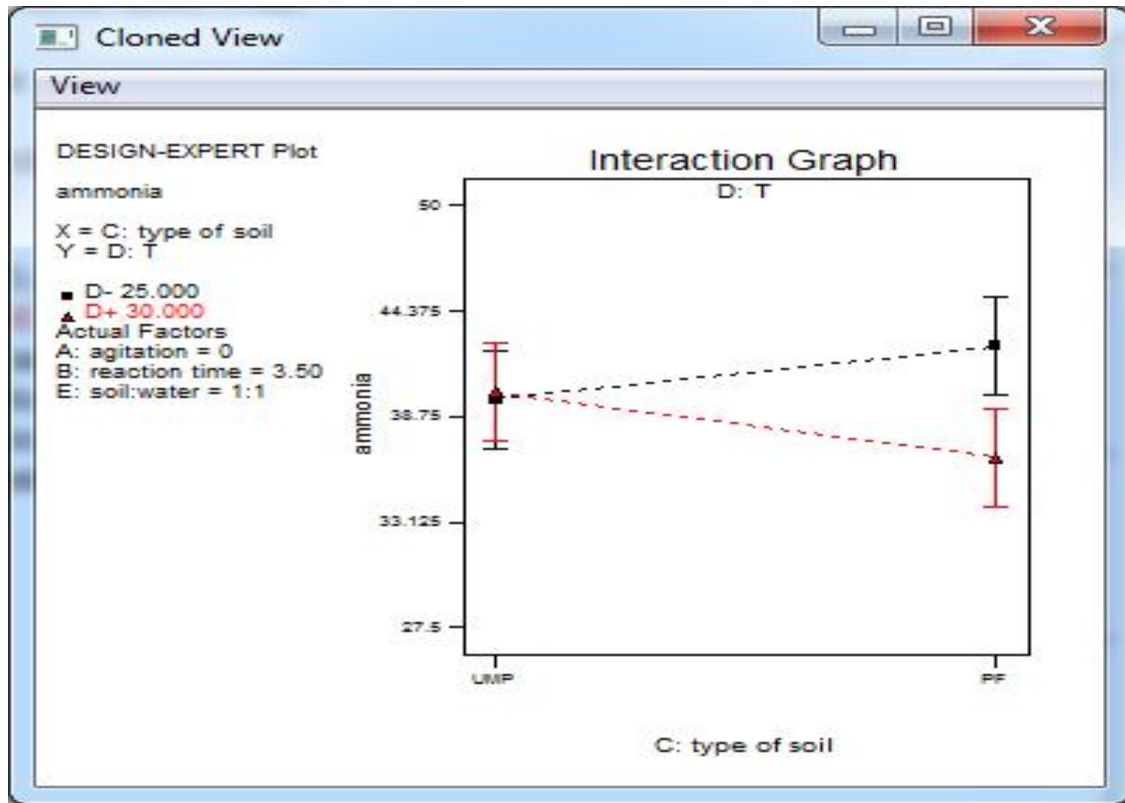 Cloned View
View
DESIGN-EXPERT Plot
ammonia
X = C: type of soil
Y = D: T
D- 25.000
D+ 30.000
Actual Factors
A: agitation = 0
B: reaction time = 3.50
E: soil:water = 1:1
Interaction Graph
D: T
50
44.375
38.75
33.125
27.5
ammonia
UMP
PF
C: type of soil